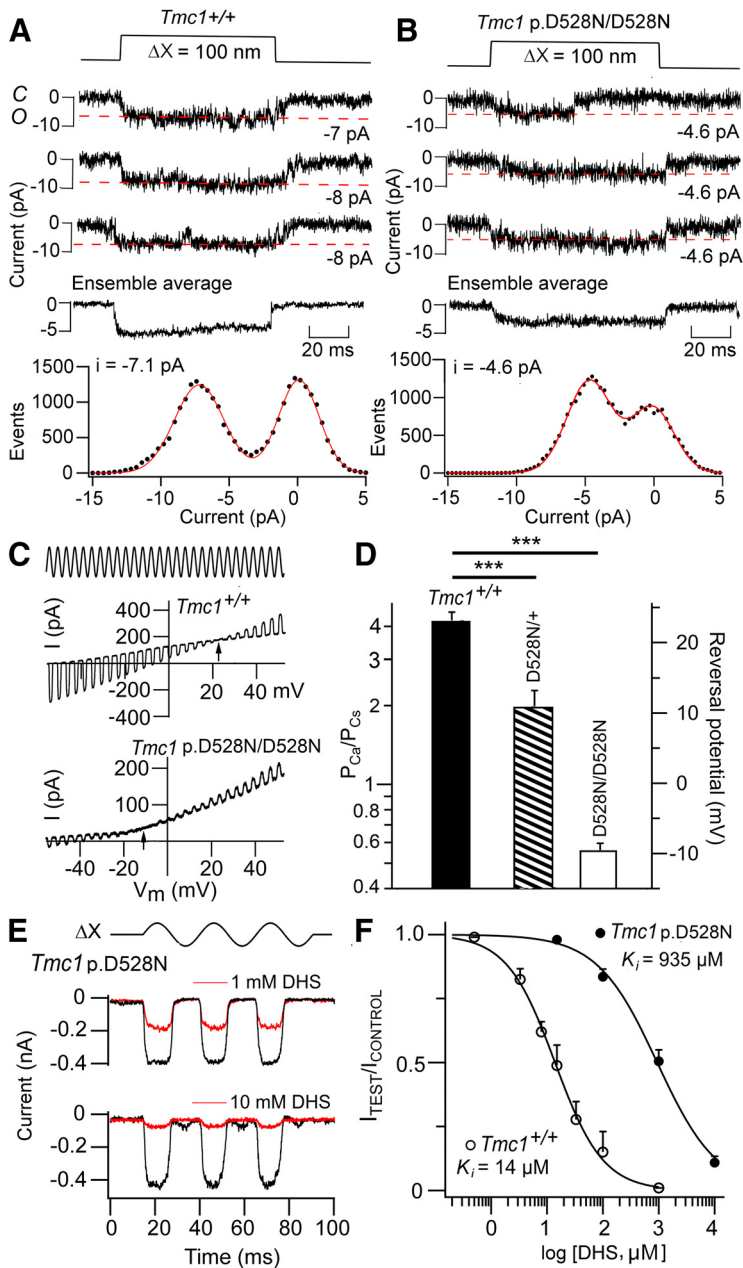 A
Tmc1+/+
ΔX = 100 nm
C 0
O -10
-7 pA
0
-10
-8 pA
0
-10
-8 pA
Current (pA)
Ensemble average
0
-5
20 ms
i = -7.1 pA
1500
1000
500
0
Events
-15 -10 -5 0 5
Current (pA)
B
Tmc1 p.D528N/D528N
ΔX = 100 nm
0
-10
-4.6 pA
0
-10
-4.6 pA
0
-10
-4.6 pA
Current (pA)
Ensemble average
0
-5
20 ms
i = -4.6 pA
1500
1000
500
0
Events
-15 -10 -5 0 5
Current (pA)
C
I (pA)
400
200
-200
-400
Tmc1+/+
20 40 mV
Tmc1 p.D528N/D528N
I (pA)
200
100
-40 -20 20 40
Vm (mV)
D
***
***
Tmc1+/+
D528N/+
D528N/D528N
PCa/PCs
4
3
2
1
0.8
0.6
0.4
20
10
0
-10
Reversal potential (mV)
E
ΔX
Tmc1 p.D528N
1 mM DHS
0
-0.2
-0.4
10 mM DHS
0
-0.2
-0.4
Current (nA)
0 20 40 60 80 100
Time (ms)
F
1.0
0.5
0
ITEST/ICONTROL
Tmc1 p.D528N
Ki = 935 µM
Tmc1+/+
Ki = 14 µM
0 1 2 3 4
log [DHS, µM]